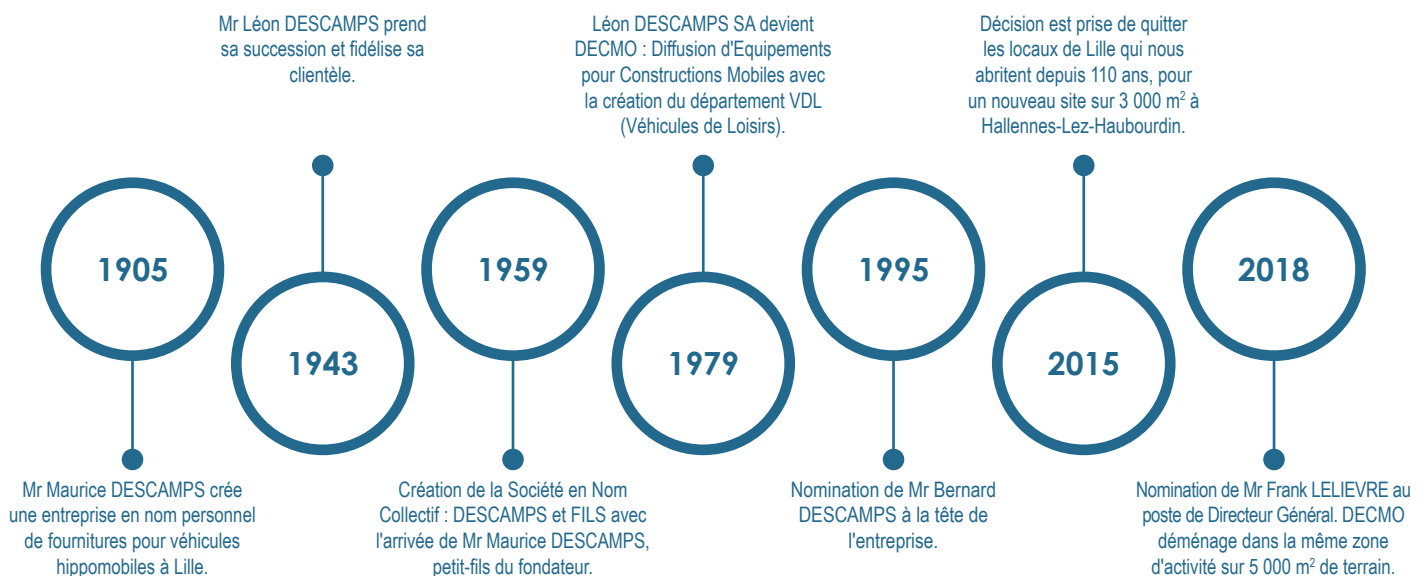 1905
Mr Maurice DESCAMPS crée
une entreprise en nom personnel
de fournitures pour véhicules
hippomobiles à Lille.
Mr Léon DESCAMPS prend
sa succession et fidélise sa
clientèle.
1943
1959
Création de la Société en Nom
Collectif : DESCAMPS et FILS avec
l'arrivée de Mr Maurice DESCAMPS,
petit-fils du fondateur.
Léon DESCAMPS SA devient
DECMO : Diffusion d'Equipements
pour Constructions Mobiles avec
la création du département VDL
(Véhicules de Loisirs).
1979
1995
Nomination de Mr Bernard
DESCAMPS à la tête de
l'entreprise.
Décision est prise de quitter
les locaux de Lille qui nous
abritent depuis 110 ans, pour
un nouveau site sur 3 000 m² à
Hallennes-Lez-Haubourdin.
2015
2018
Nomination de Mr Frank LELIEVRE au
poste de Directeur Général. DECMO
déménage dans la même zone
d'activité sur 5 000 m² de terrain.